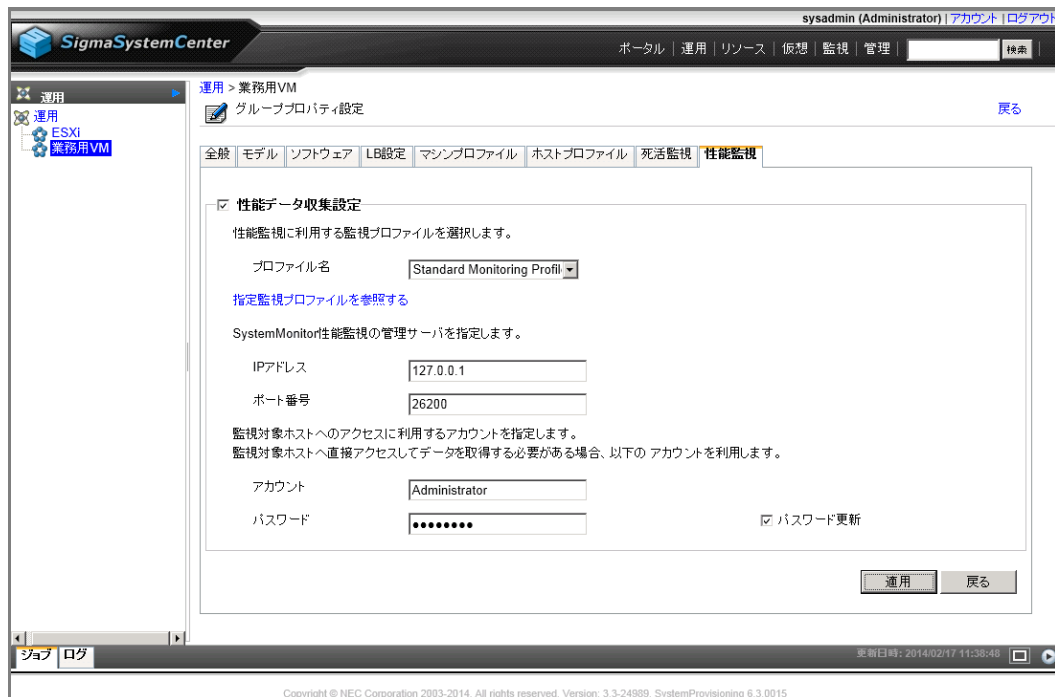 sysadmin (Administrator) | アカウント | ログアウト
SigmaSystemCenter
ポータル | 運用 | リソース | 仮想 | 監視 | 管理 | 検索
運用
運用
ESXi
業務用VM
運用 > 業務用VM
グループプロパティ設定
戻る
全般 モデル ソフトウェア LB設定 マシンプロファイル ホストプロファイル 死活監視 性能監視
性能データ収集設定
性能監視に利用する監視プロファイルを選択します。
プロファイル名 Standard Monitoring Profil
指定監視プロファイルを参照する
SystemMonitor性能監視の管理サーバを指定します。
IPアドレス 127.0.0.1
ポート番号 26200
監視対象ホストへのアクセスに利用するアカウントを指定します。
監視対象ホストへ直接アクセスしてデータを取得する必要がある場合、以下の アカウントを利用します。
アカウント Administrator
パスワード ●●●●●●●● パスワード更新
適用 戻る
ジョブ ログ
更新日時: 2014/02/17 11:38:48
Copyright © NEC Corporation 2003-2014. All rights reserved. Version: 3.3-24989, SystemProvisioning 6.3.0015